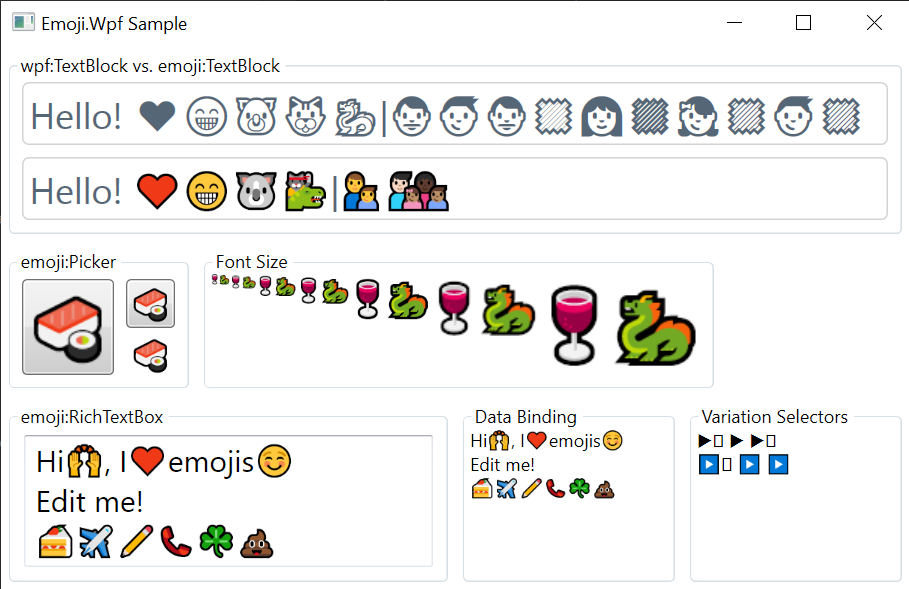 Emoji.Wpf Sample
wpf:TextBlock vs. emoji:TextBlock
Hello!
Hello!
emoji:Picker
Font Size
emoji:RichTextBox
Hi🙌, I❤️emojis😊
Edit me!
🍰✈️✏️📞☘️💩
Data Binding
Hi🙌, I❤️emojis😊
Edit me!
🍰✈️✏️📞☘️💩
Variation Selectors